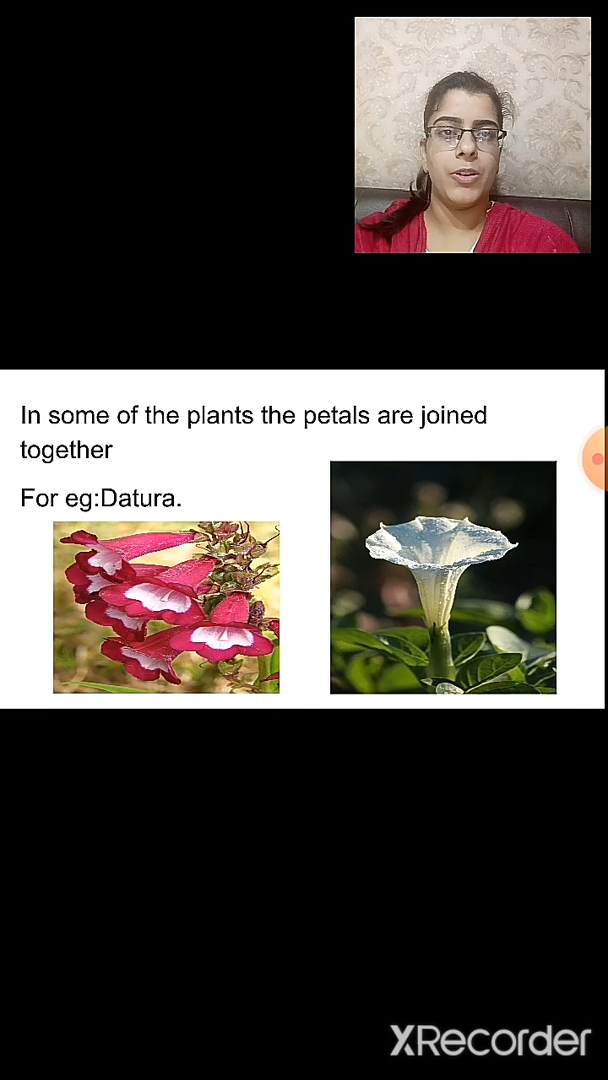 In some of the plants the petals are joined
together
For eg:Datura.
XRecorder